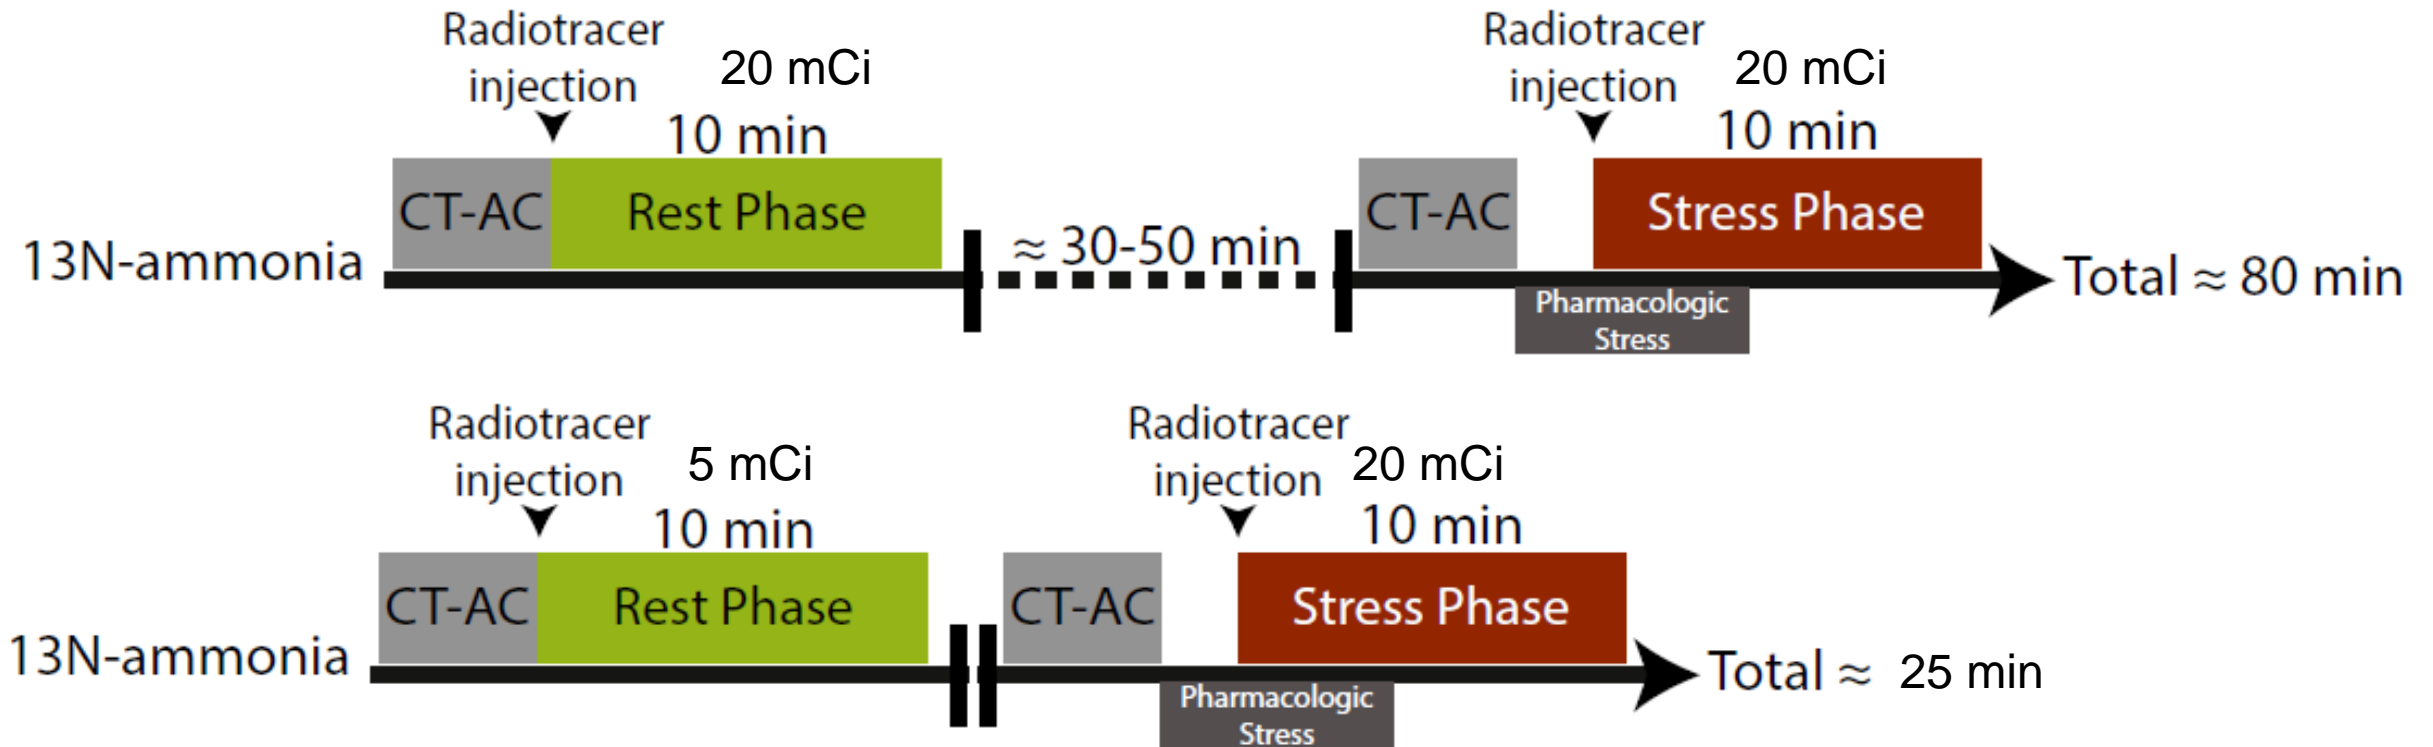 Radiotracer
injection
20 mCi
10 min
Radiotracer
injection
20 mCi
10 min
CT-AC
Rest Phase
CT-AC
Stress Phase
13N-ammonia
≈ 30-50 min
Total ≈ 80 min
Pharmacologic
Stress
Radiotracer
injection
5 mCi
10 min
Radiotracer
injection
20 mCi
10 min
CT-AC
Rest Phase
CT-AC
Stress Phase
13N-ammonia
Total ≈ 25 min
Pharmacologic
Stress